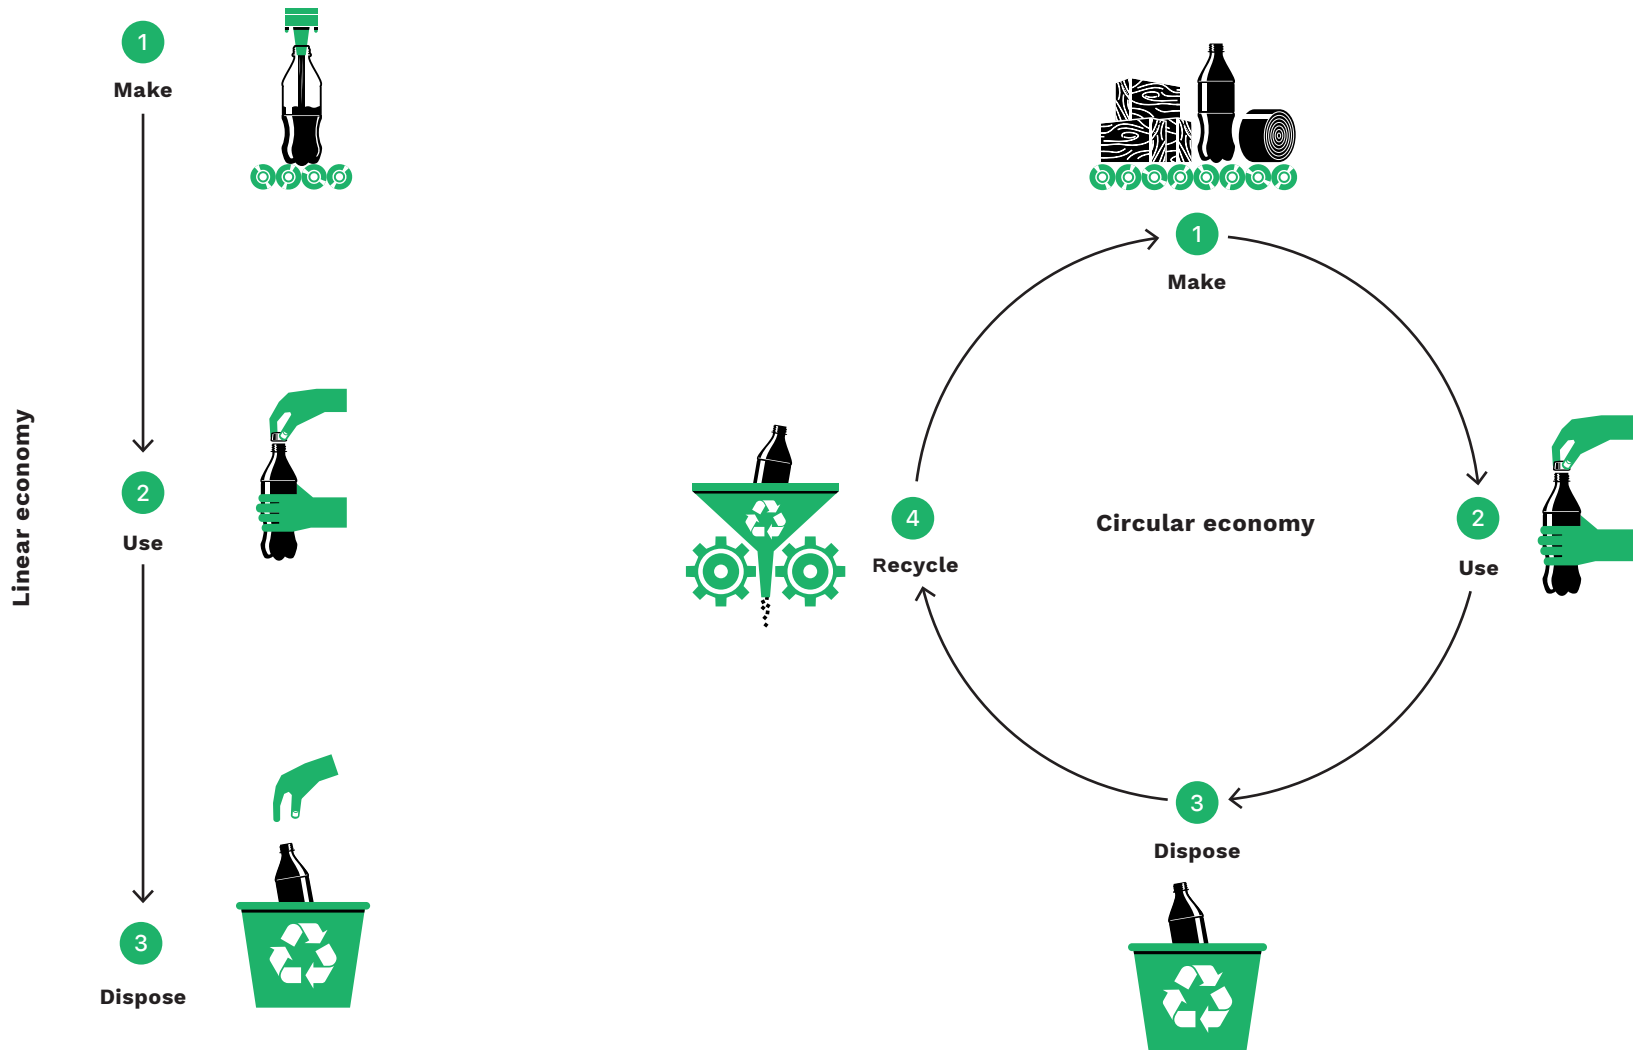 Linear economy
1
Make
2
Use
3
Dispose
Circular economy
1
Make
2
Use
3
Dispose
4
Recycle